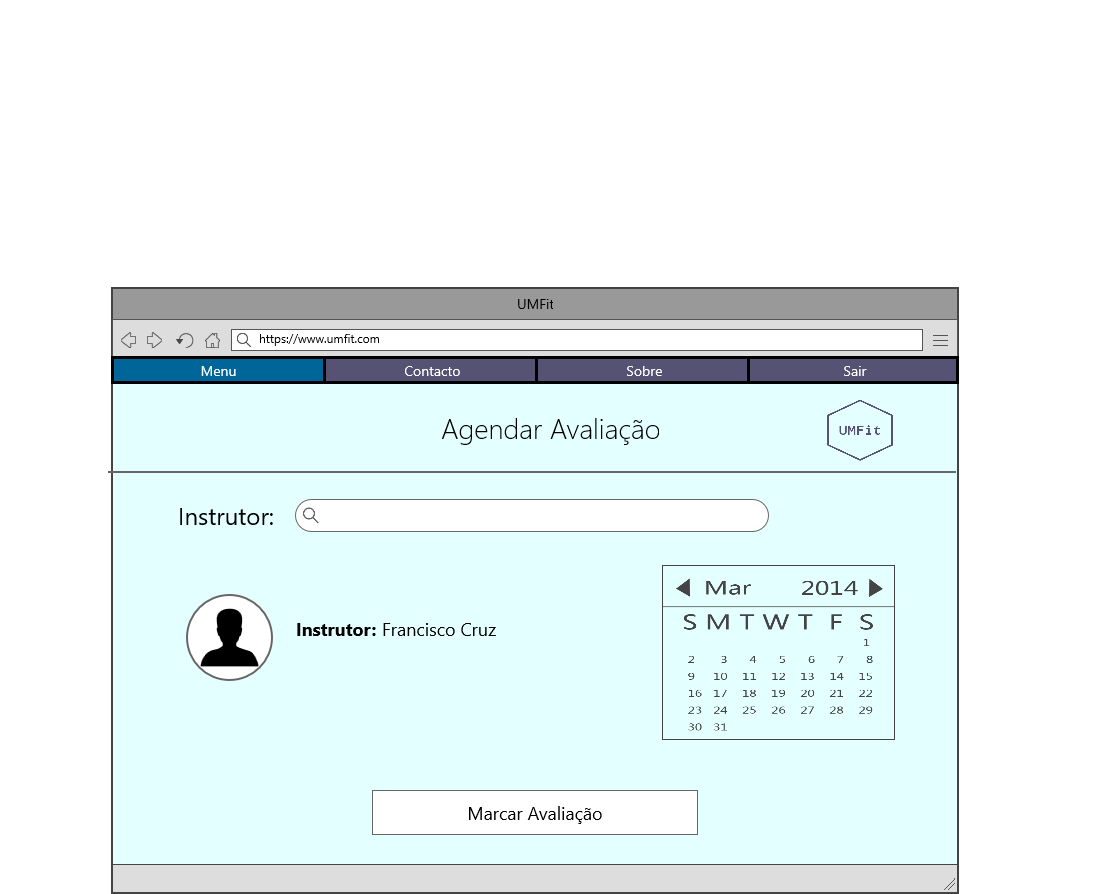 UMFit
https://www.umfit.com
Menu Contacto Sobre Sair
Agendar Avaliação
UMFit
Instrutor:
Instrutor: Francisco Cruz
Mar 2014
S M T W T F S
1
2 3 4 5 6 7 8
9 10 11 12 13 14 15
16 17 18 19 20 21 22
23 24 25 26 27 28 29
30 31
Marcar Avaliação